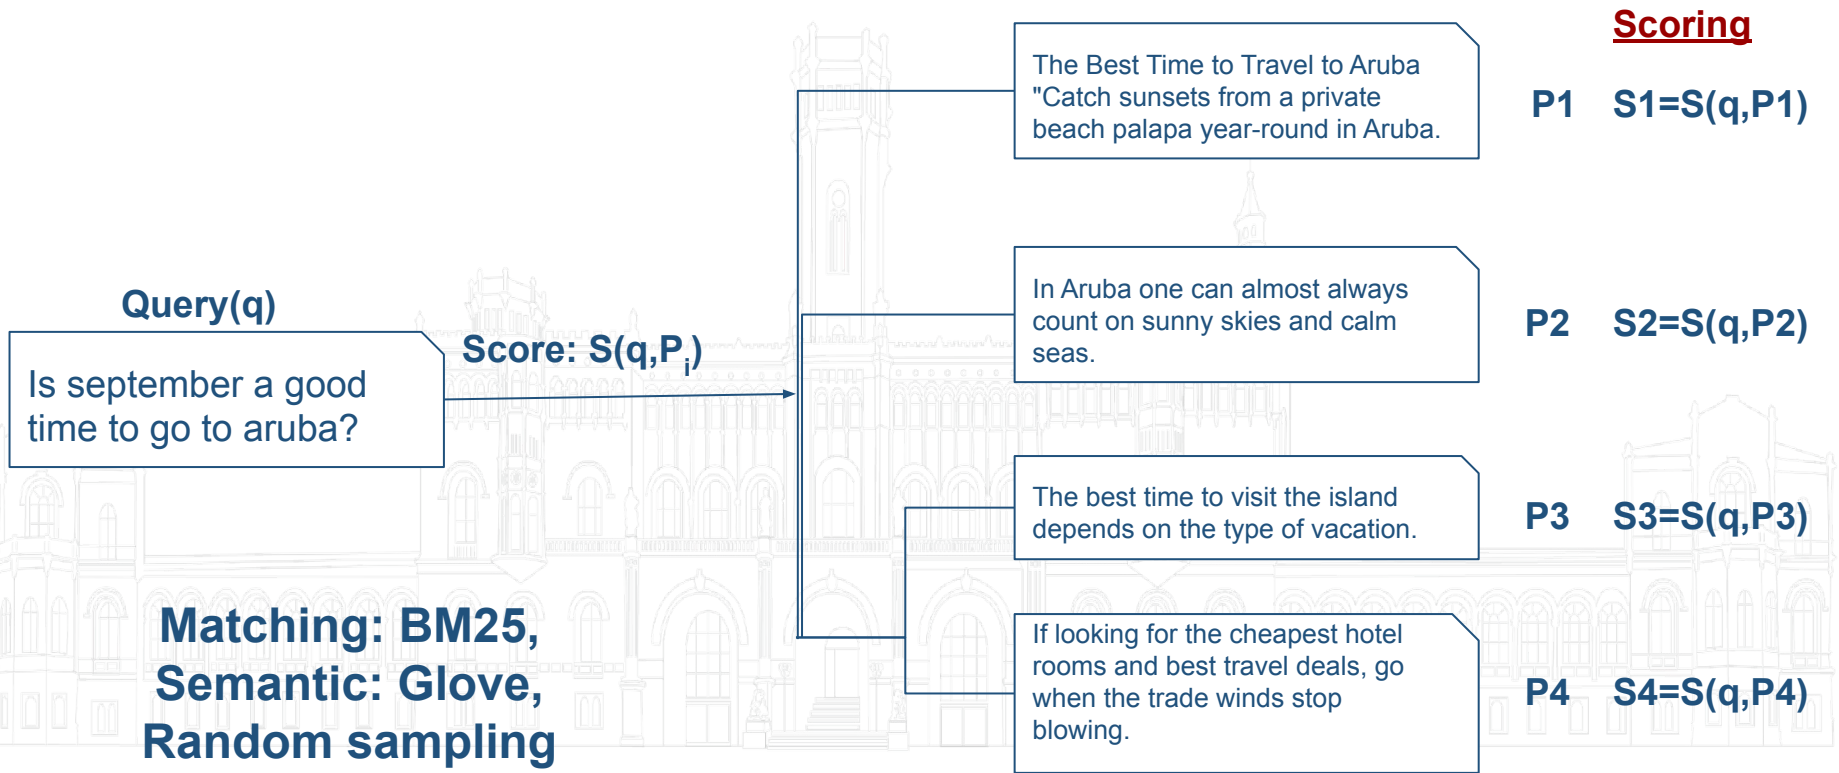 Scoring
The Best Time to Travel to Aruba
"Catch sunsets from a private
beach palapa year-round in Aruba.
P1 S1=S(q,P1)
In Aruba one can almost always
count on sunny skies and calm
seas.
P2 S2=S(q,P2)
Query(q)
Score: S(q,Pi)
Is september a good
time to go to aruba?
The best time to visit the island
depends on the type of vacation.
P3 S3=S(q,P3)
Matching: BM25,
Semantic: Glove,
Random sampling
If looking for the cheapest hotel
rooms and best travel deals, go
when the trade winds stop
blowing.
P4 S4=S(q,P4)